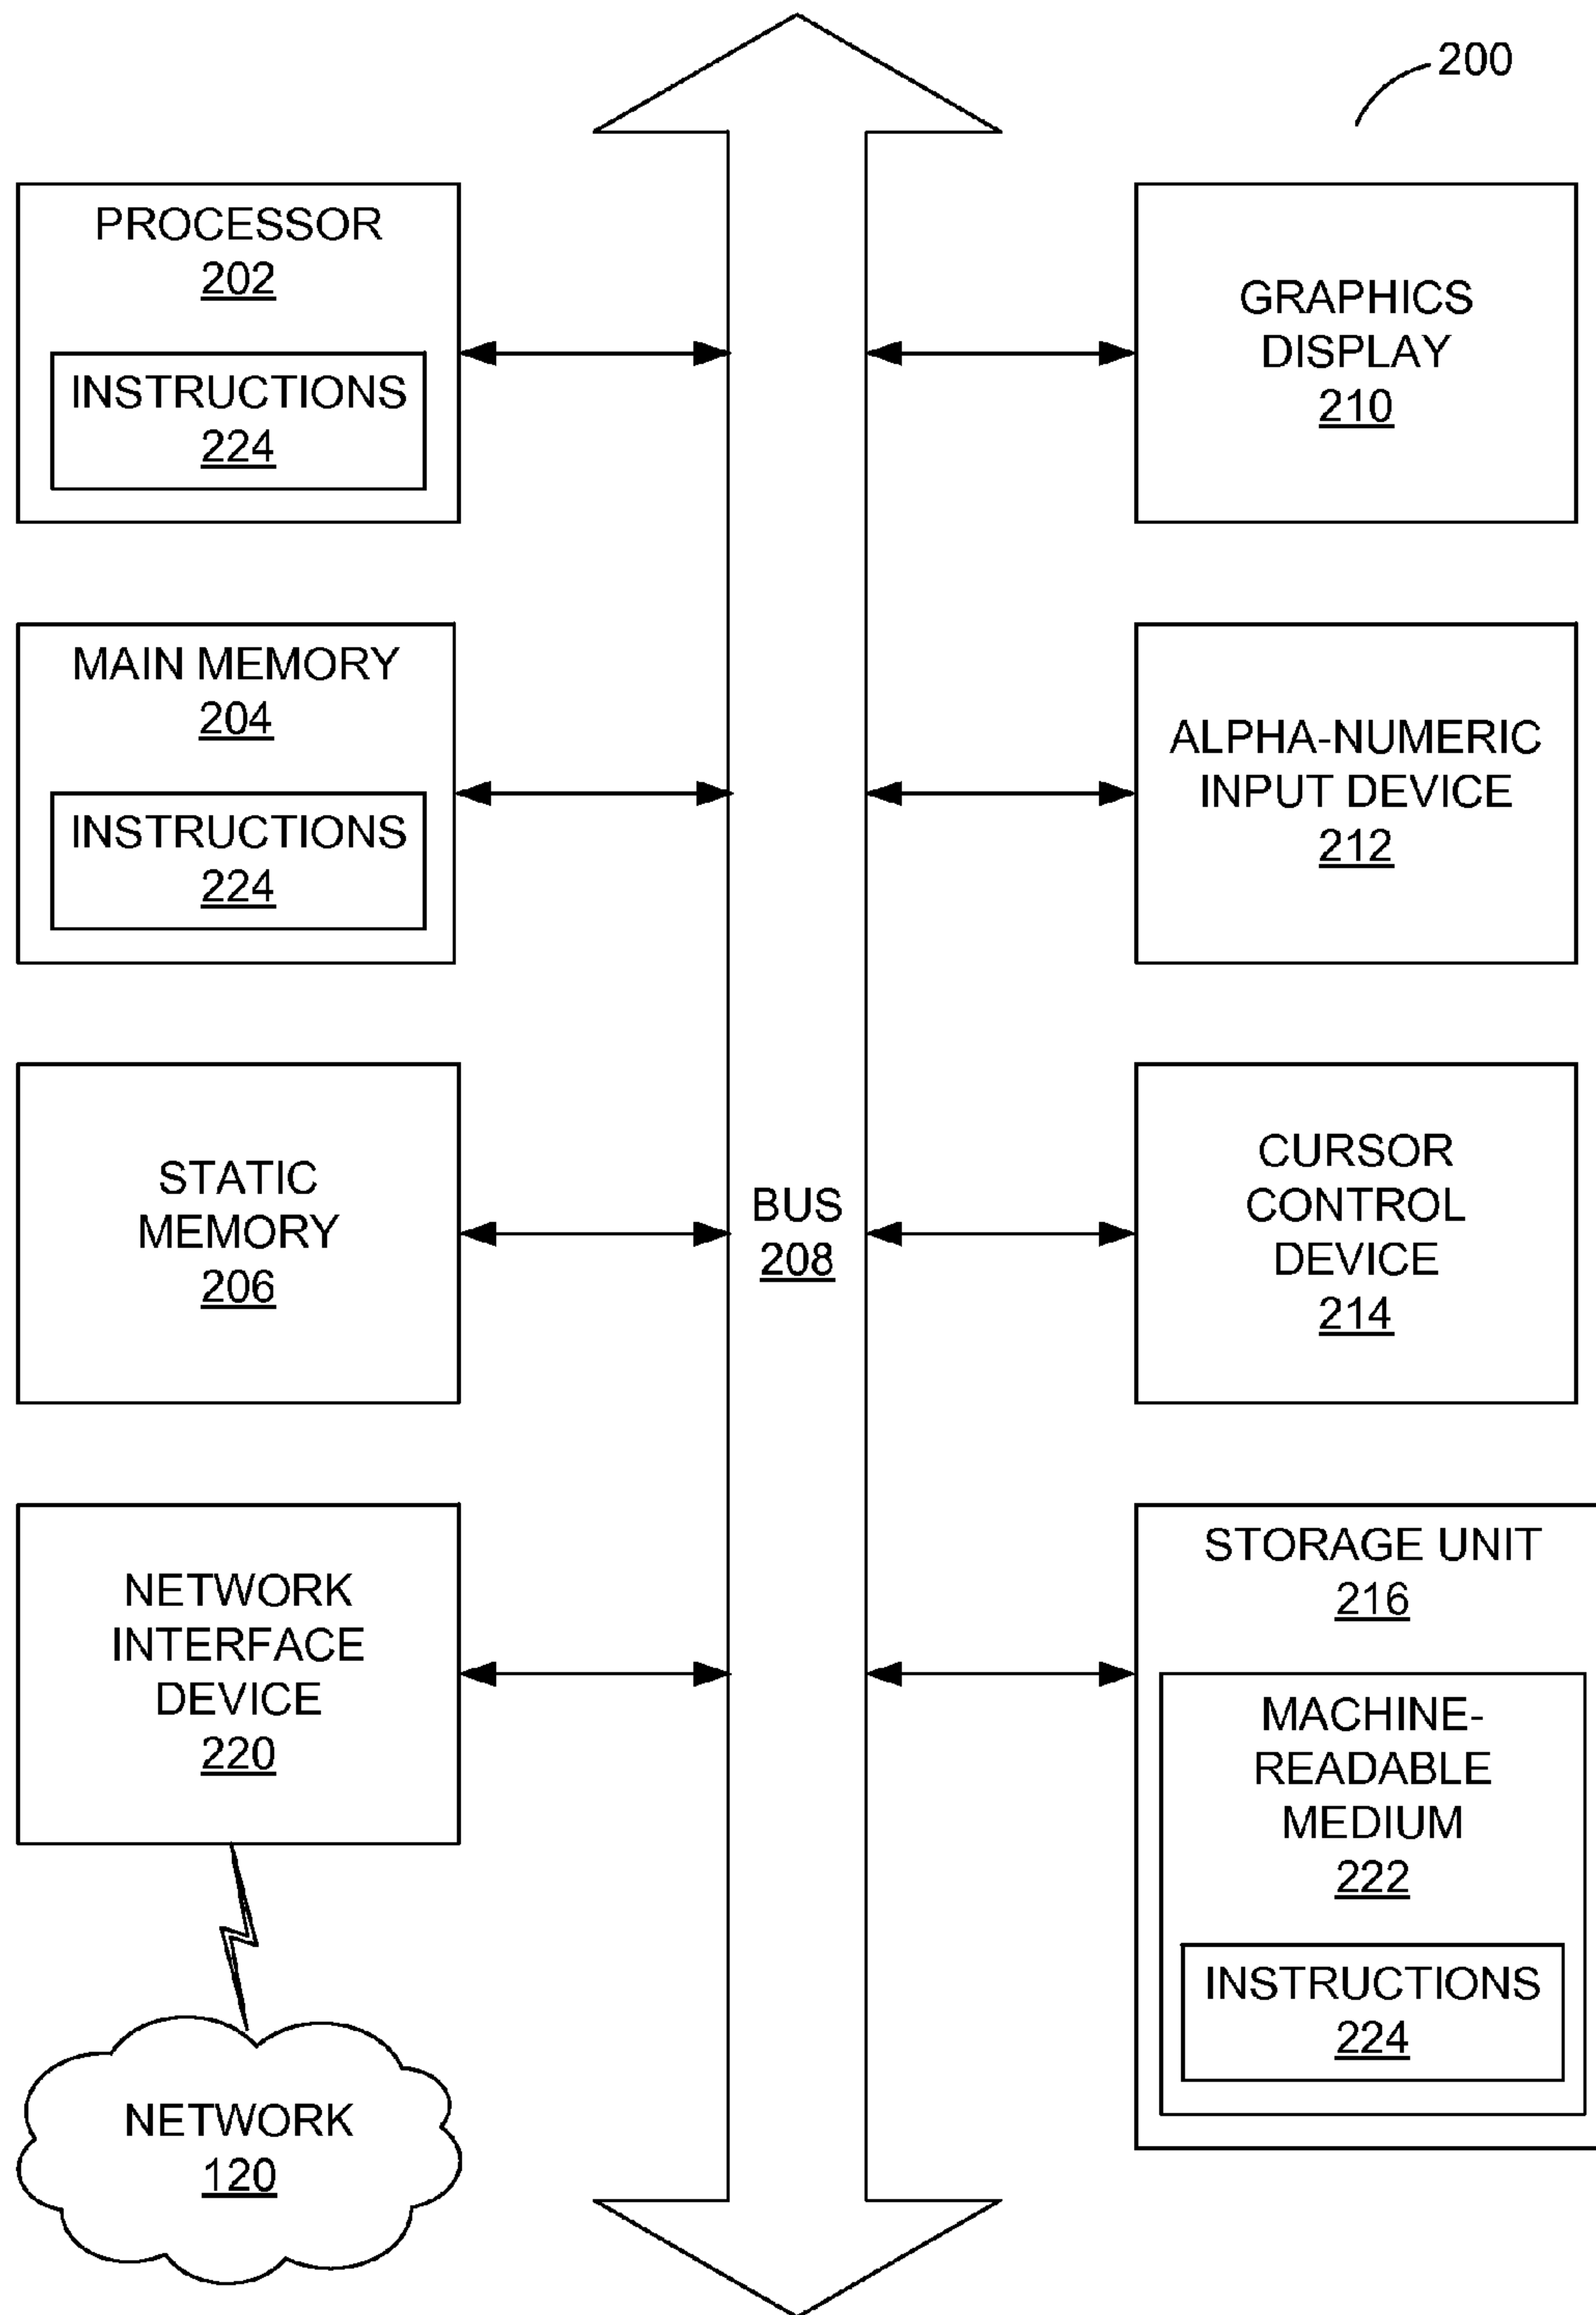 200
PROCESSOR
202
INSTRUCTIONS
224
MAIN MEMORY
204
INSTRUCTIONS
224
STATIC
MEMORY
206
NETWORK
INTERFACE
DEVICE
220
NETWORK
120
BUS
208
GRAPHICS
DISPLAY
210
ALPHA-NUMERIC
INPUT DEVICE
212
CURSOR
CONTROL
DEVICE
214
STORAGE UNIT
216
MACHINE-
READABLE
MEDIUM
222
INSTRUCTIONS
224